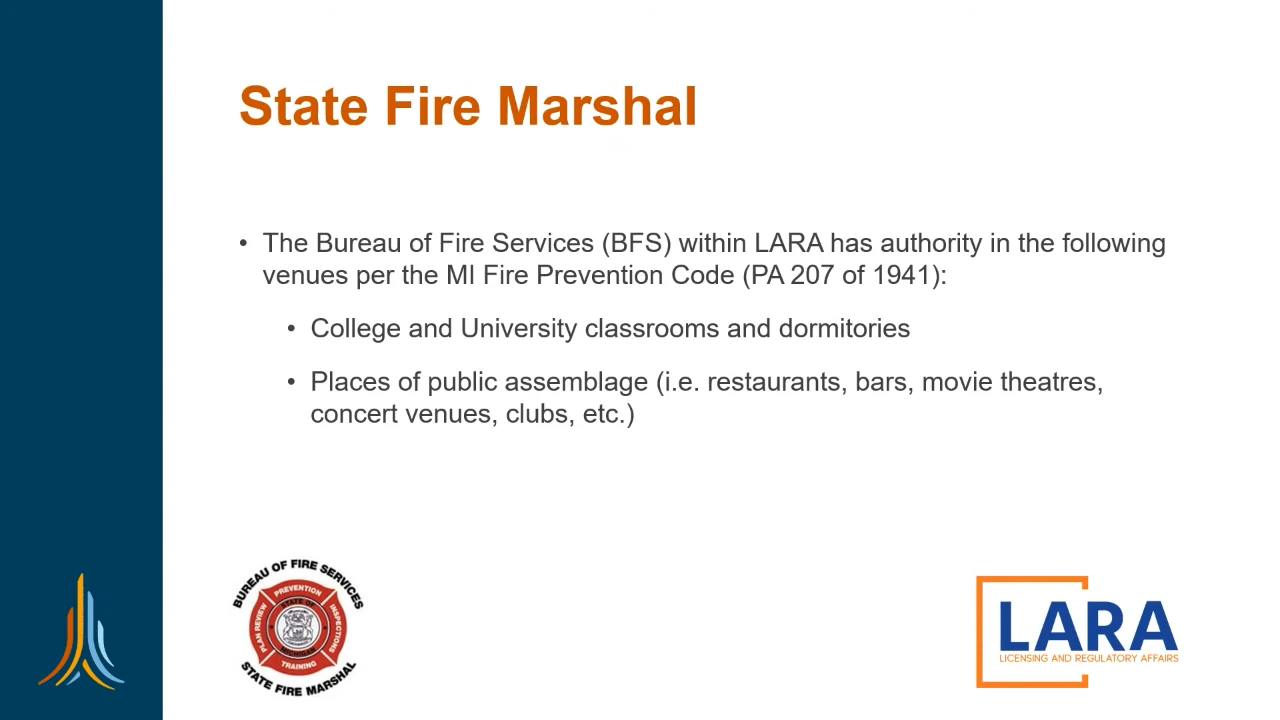 State Fire Marshal
• The Bureau of Fire Services (BFS) within LARA has authority in the following
venues per the MI Fire Prevention Code (PA 207 of 1941):
• College and University classrooms and dormitories
• Places of public assemblage (i.e. restaurants, bars, movie theatres,
concert venues, clubs, etc.)
BUREAU OF FIRE SERVICES
PREVENTION
PLAN REVIEW
INSPECTIONS
STATE OF
MICHIGAN
TRAINING
STATE FIRE MARSHAL
LARA
LICENSING AND REGULATORY AFFAIRS